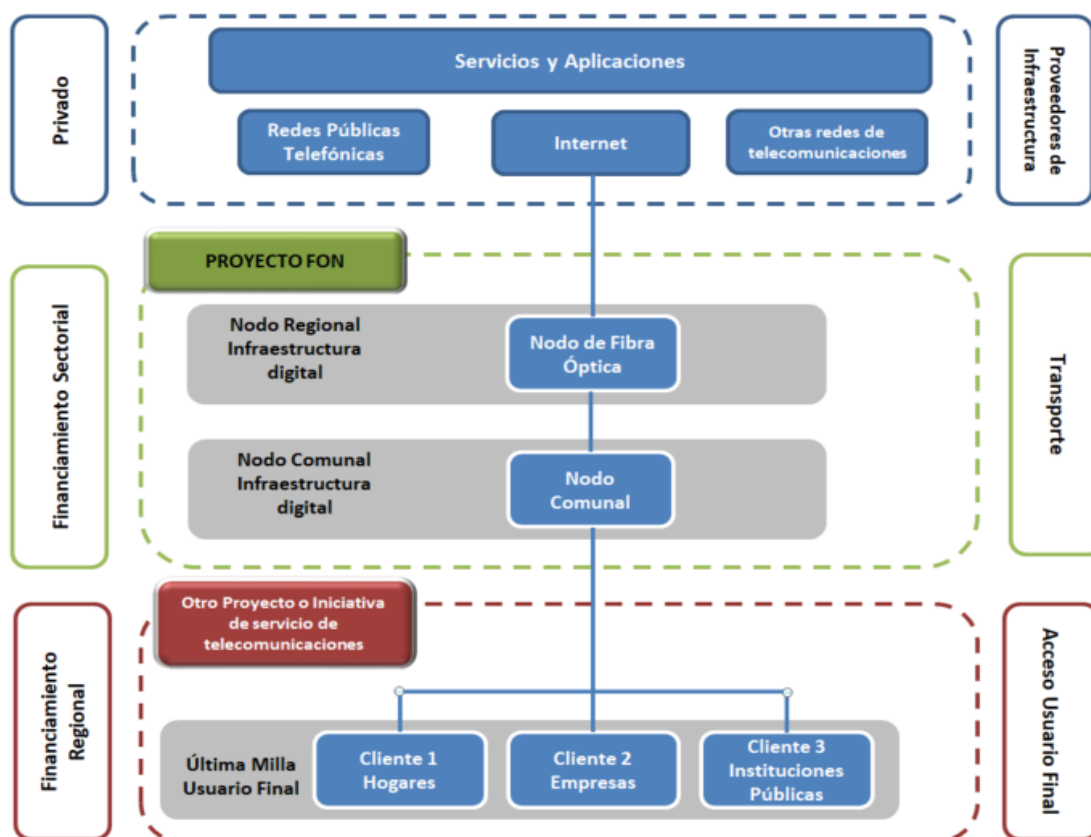 Privado
Servicios y Aplicaciones
Redes Públicas
Telefónicas
Internet
Otras redes de
telecomunicaciones
Proveedores de
Infraestructura
Financiamiento Sectorial
PROYECTO FON
Nodo Regional
Infraestructura
digital
Nodo de Fibra
Óptica
Nodo Comunal
Infraestructura
digital
Nodo
Comunal
Transporte
Financiamiento
Regional
Otro Proyecto o Iniciativa
de servicio de
telecomunicaciones
Última Milla
Usuario Final
Cliente 1
Hogares
Cliente 2
Empresas
Cliente 3
Instituciones
Públicas
Acceso Usuario Final